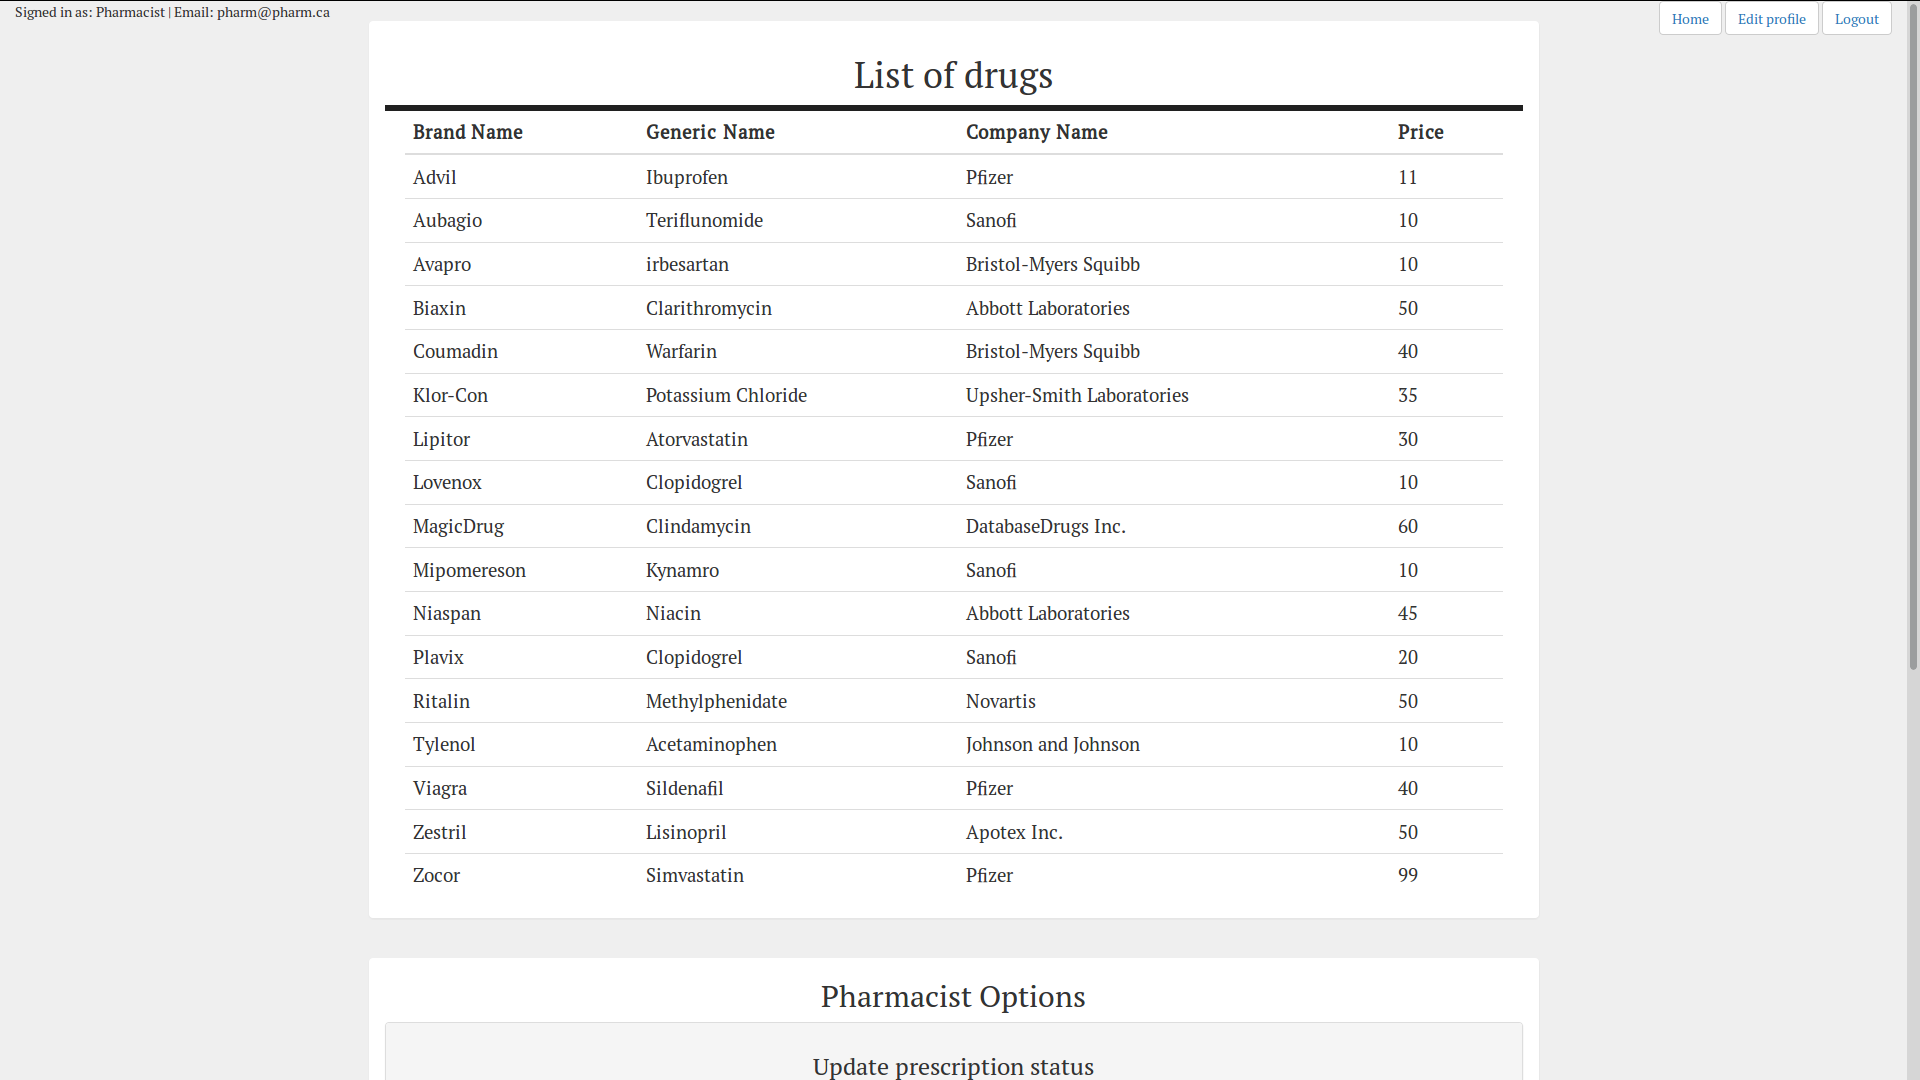 Signed in as: Pharmacist | Email: pharm@pharm.ca
Home Edit profile Logout
List of drugs
Brand Name Generic Name Company Name Price
Advil Ibuprofen Pfizer 11
Aubagio Teriflunomide Sanofi 10
Avapro irbesartan Bristol-Myers Squibb 10
Biaxin Clarithromycin Abbott Laboratories 50
Coumadin Warfarin Bristol-Myers Squibb 40
Klor-Con Potassium Chloride Upsher-Smith Laboratories 35
Lipitor Atorvastatin Pfizer 30
Lovenox Clopidogrel Sanofi 10
MagicDrug Clindamycin DatabaseDrugs Inc. 60
Mipomereson Kynamro Sanofi 10
Niaspan Niacin Abbott Laboratories 45
Plavix Clopidogrel Sanofi 20
Ritalin Methylphenidate Novartis 50
Tylenol Acetaminophen Johnson and Johnson 10
Viagra Sildenafil Pfizer 40
Zestril Lisinopril Apotex Inc. 50
Zocor Simvastatin Pfizer 99
Pharmacist Options
Update prescription status